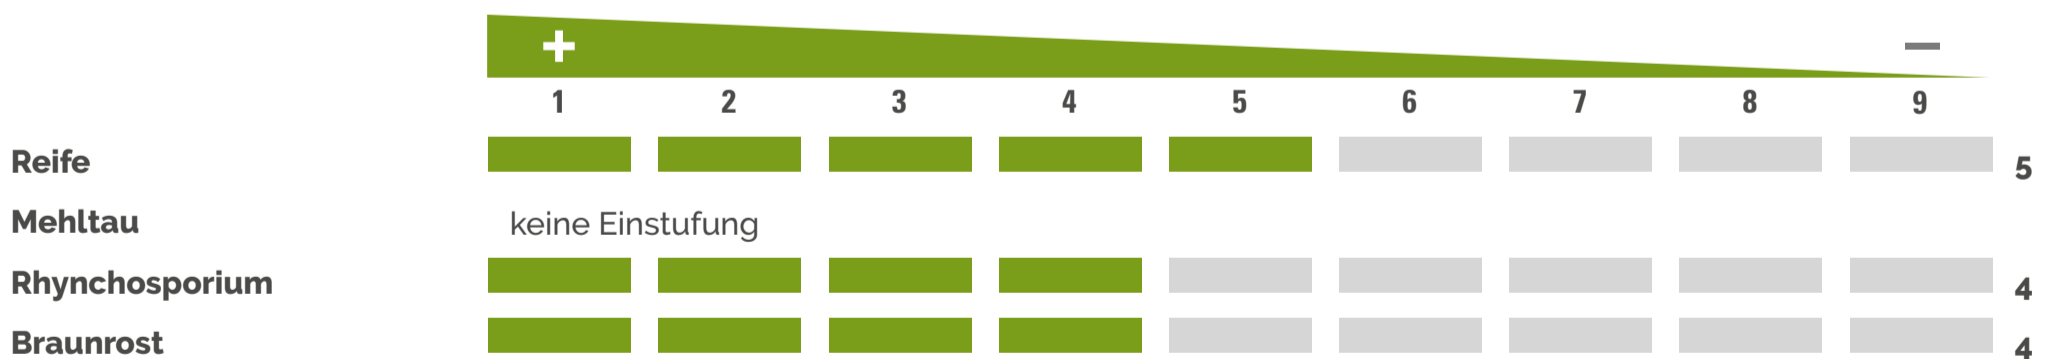 + –
1 2 3 4 5 6 7 8 9
Reife 5
Mehltau keine Einstufung
Rhynchosporium 4
Braunrost 4